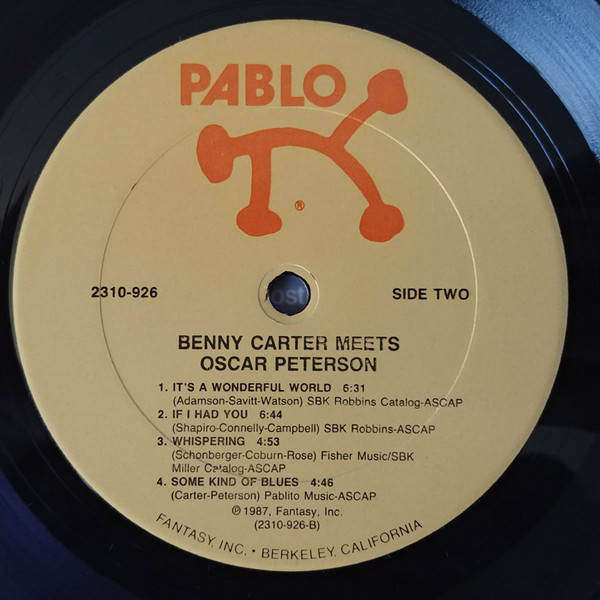 PABLO
®
2310-926
SIDE TWO
BENNY CARTER MEETS
OSCAR PETERSON
1. IT'S A WONDERFUL WORLD 6:31
(Adamson-Savitt-Watson) SBK Robbins Catalog-ASCAP
2. IF I HAD YOU 6:44
(Shapiro-Connelly-Campbell) SBK Robbins-ASCAP
3. WHISPERING 4:53
(Schonberger-Coburn-Rose) Fisher Music/SBK
Miller Catalog-ASCAP
4. SOME KIND OF BLUES 4:46
(Carter-Peterson) Pablito Music-ASCAP
℗ 1987, Fantasy, Inc.
(2310-926-B)
FANTASY, INC. • BERKELEY, CALIFORNIA